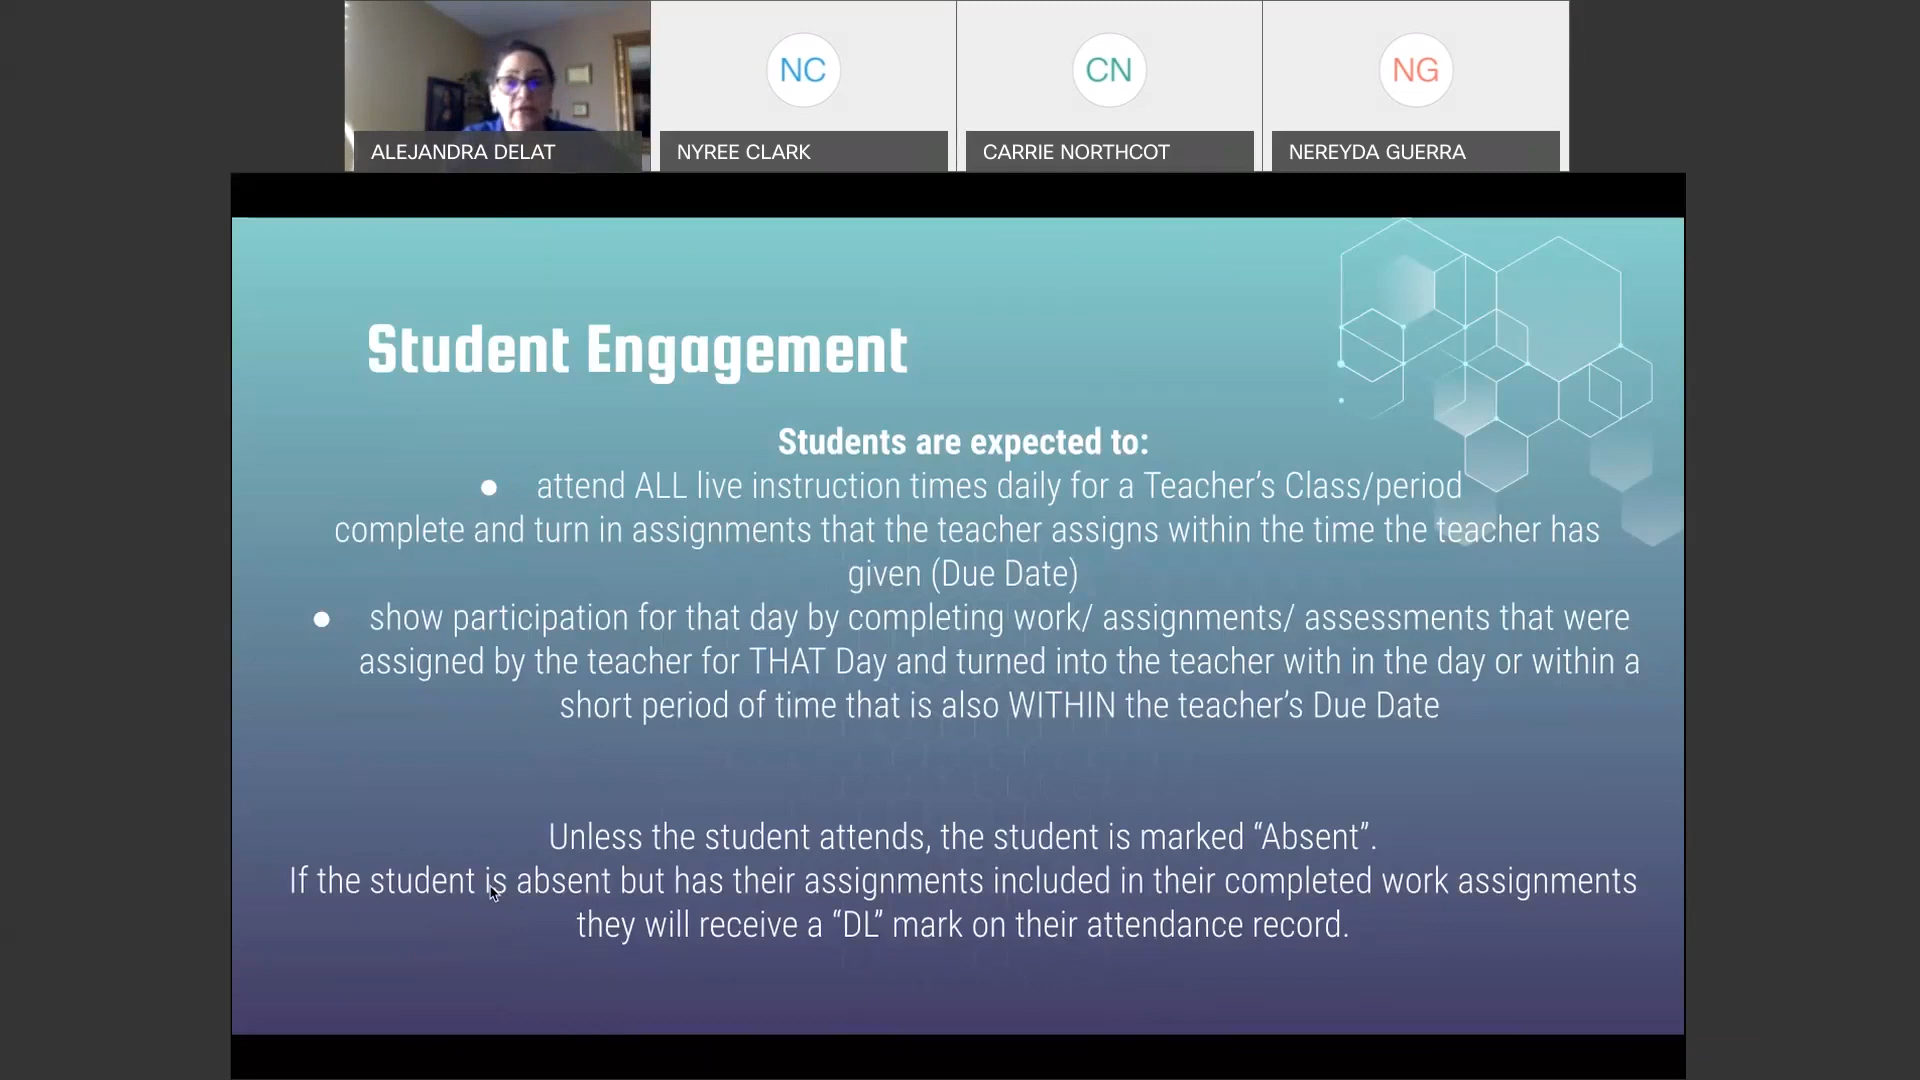 NC
CN
NG
ALEJANDRA DELAT
NYREE CLARK
CARRIE NORTHCOT
NEREYDA GUERRA
Student Engagement
Students are expected to:
● attend ALL live instruction times daily for a Teacher’s Class/period
complete and turn in assignments that the teacher assigns within the time the teacher has
given (Due Date)
● show participation for that day by completing work/ assignments/ assessments that were
assigned by the teacher for THAT Day and turned into the teacher with in the day or within a
short period of time that is also WITHIN the teacher’s Due Date
Unless the student attends, the student is marked “Absent”.
If the student is absent but has their assignments included in their completed work assignments
they will receive a “DL” mark on their attendance record.